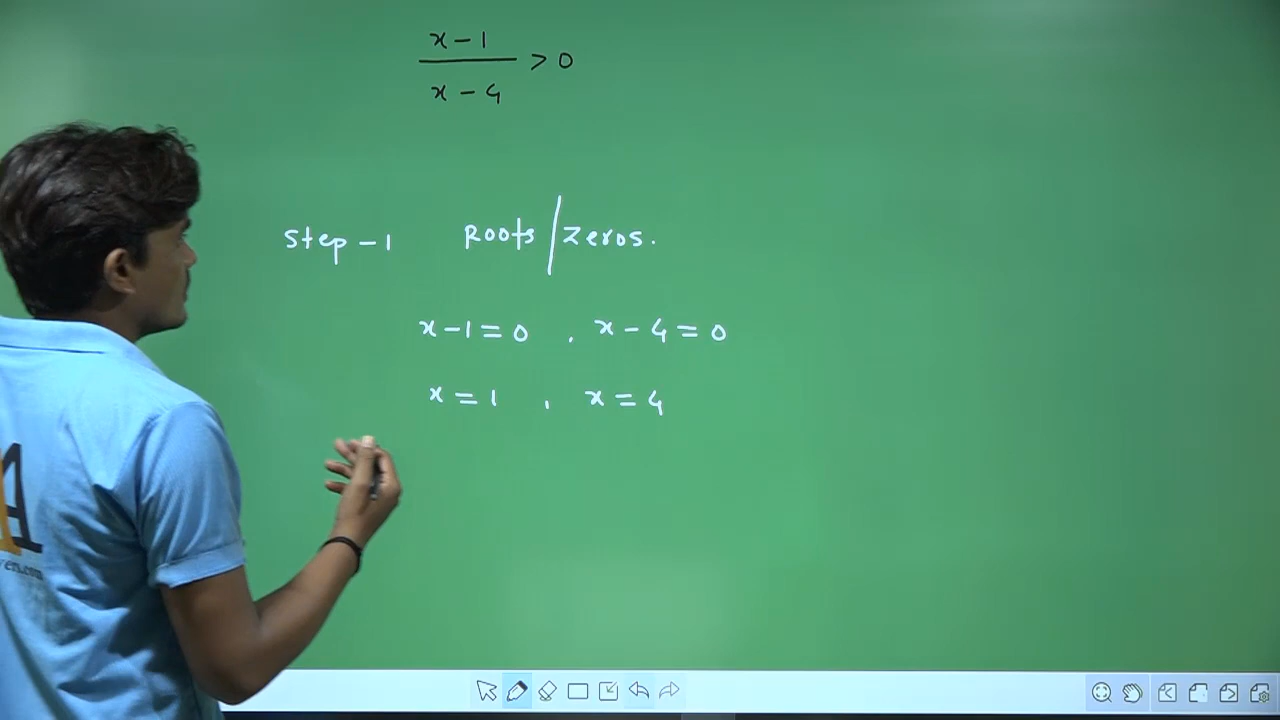 x-1
x-4 > 0
Step-1 Roots/zeros.
x-1=0 , x-4=0
x=1 , x=4